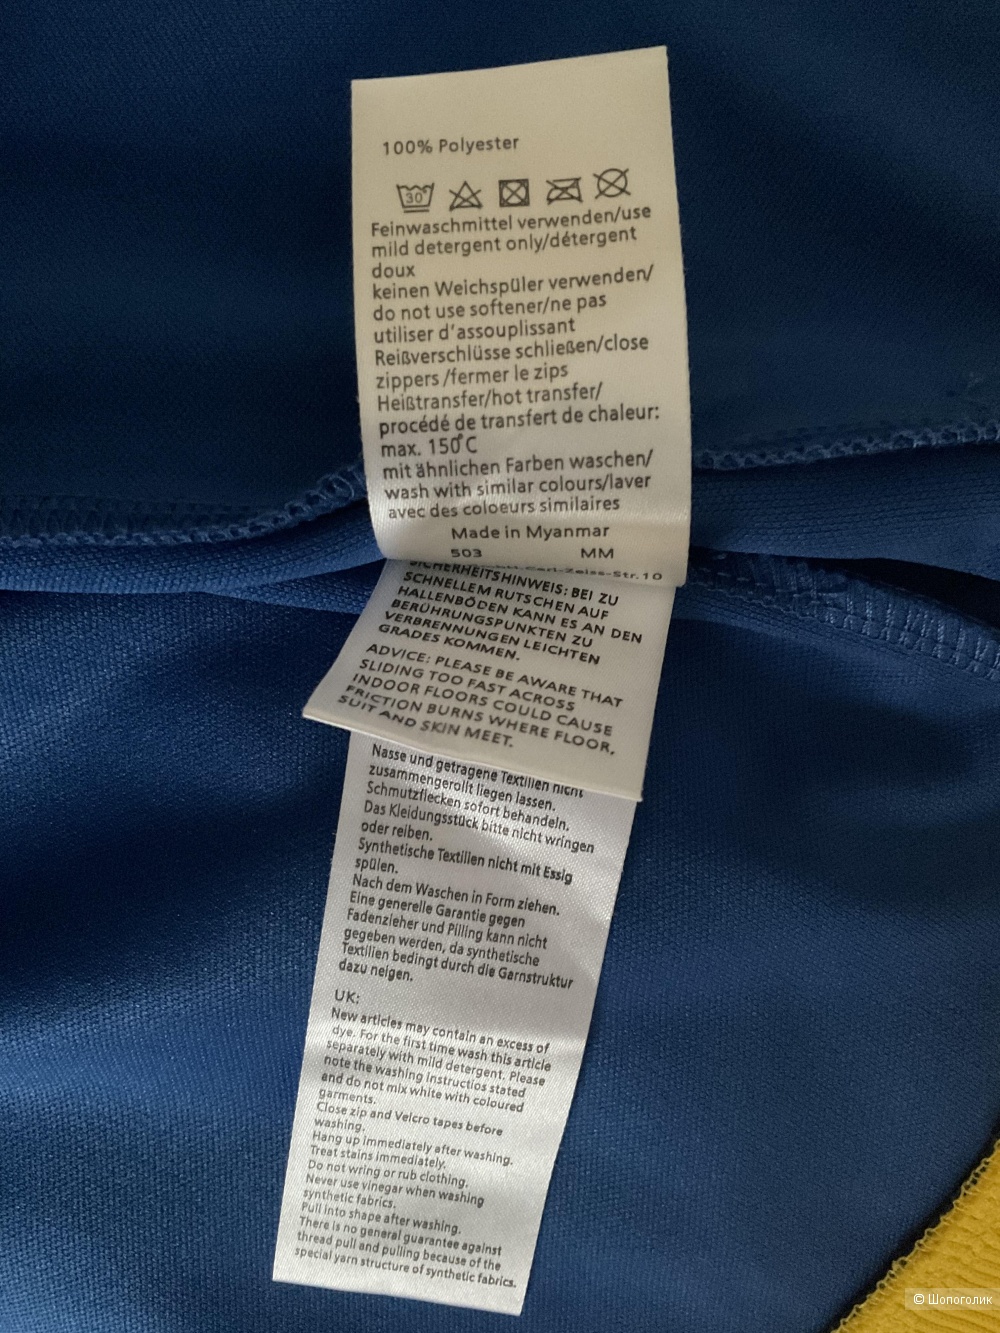 100% Polyester
30
Feinwaschmittel verwenden/use
mild detergent only/détergent
doux
keinen Weichspüler verwenden/
do not use softener/ne pas
utiliser d'assouplissant
Reißverschlüsse schließen/close
zippers /fermer le zips
Heißtransfer/hot transfer/
procédé de transfert de chaleur:
max. 150°C
mit ähnlichen Farben waschen/
wash with similar colours/laver
avec des coloeurs similaires
Made in Myanmar
503 MM
Carl-Zeiss-Str.10
SICHERHEITSHINWEIS: BEI ZU
SCHNELLEM RUTSCHEN AUF
HALLENBÖDEN KANN ES AN DEN
BERÜHRUNGSPUNKTEN ZU
VERBRENNUNGEN LEICHTEN
GRADES KOMMEN.
ADVICE: PLEASE BE AWARE THAT
SLIDING TOO FAST ACROSS
INDOOR FLOORS COULD CAUSE
FRICTION BURNS WHERE FLOOR,
SUIT AND SKIN MEET.
Nasse und getragene Textilien nicht
zusammengerollt liegen lassen.
Schmutzflecken sofort behandeln.
Das Kleidungsstück bitte nicht wringen
oder reiben.
Synthetische Textilien nicht mit Essig
spülen.
Nach dem Waschen in Form ziehen.
Eine generelle Garantie gegen
Fadenzieher und Pilling kann nicht
gegeben werden, da synthetische
Textilien bedingt durch die Garnstruktur
dazu neigen.
UK:
New articles may contain an excess of
dye. For the first time wash this article
separately with mild detergent. Please
note the washing instructios stated
and do not mix white with coloured
garments.
Close zip and Velcro tapes before
washing.
Hang up immediately after washing.
Treat stains immediately.
Do not wring or rub clothing.
Never use vinegar when washing
synthetic fabrics.
Pull into shape after washing.
There is no general guarantee against
thread pull and pulling because of the
special yarn structure of synthetic fabrics.
© Шопоголик